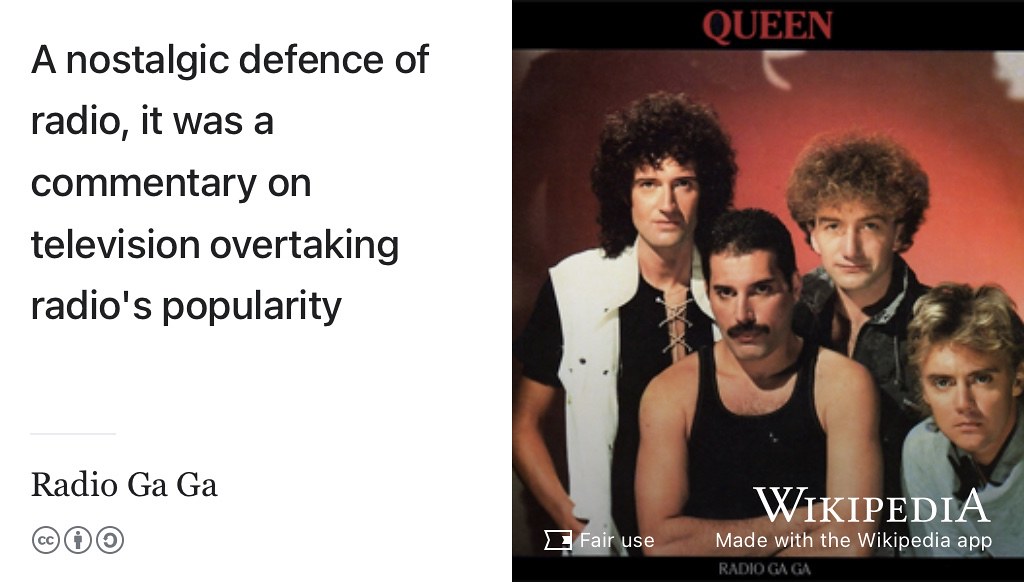 A nostalgic defence of
radio, it was a
commentary on
television overtaking
radio's popularity
Radio Ga Ga
cc
QUEEN
WIKIPEDIA
Fair use
Made with the Wikipedia app
RADIO GA GA